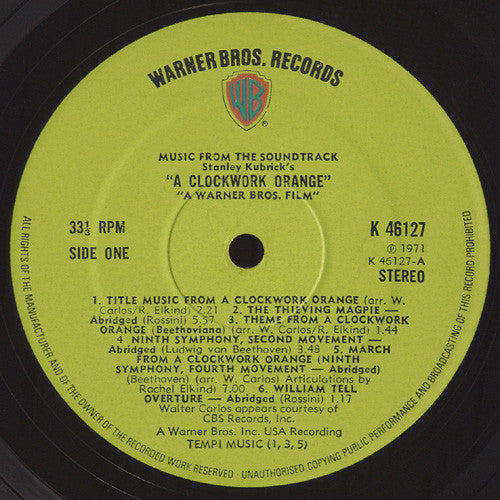 WARNER BROS. RECORDS
WB
®
MUSIC FROM THE SOUNDTRACK
Stanley Kubrick's
"A CLOCKWORK ORANGE"
"A WARNER BROS. FILM"
33⅓ RPM
SIDE ONE
K 46127
℗ 1971
K 46127-A
STEREO
1. TITLE MUSIC FROM A CLOCKWORK ORANGE (arr. W.
Carlos/R. Elkind) 2.21 2. THE THIEVING MAGPIE —
Abridged (Rossini) 5.57 3. THEME FROM A CLOCKWORK
ORANGE (Beethoviana) (arr. W. Carlos/R. Elkind) 1.44
4 NINTH SYMPHONY, SECOND MOVEMENT —
Abridged (Ludwig van Beethoven) 3.48 5. MARCH
FROM A CLOCKWORK ORANGE (NINTH
SYMPHONY, FOURTH MOVEMENT — Abridged)
(Beethoven) (arr. W. Carlos) Articulations by
Rachel Elkind 7.00 6. WILLIAM TELL
OVERTURE — Abridged (Rossini) 1.17
Walter Carlos appears courtesy of
CBS Records, Inc.
A Warner Bros. Inc. USA Recording
TEMPI MUSIC (1, 3, 5)
ALL RIGHTS OF THE MANUFACTURER AND OF THE OWNER OF THE RECORDED WORK RESERVED · UNAUTHORISED COPYING PUBLIC PERFORMANCE AND BROADCASTING OF THIS RECORD PROHIBITED